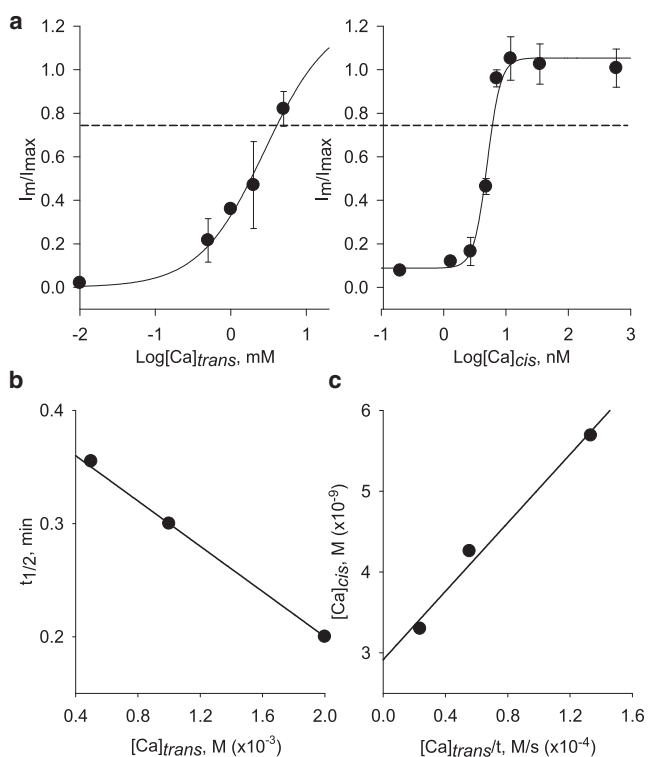 a
1.2
1.0
0.8
0.6
0.4
0.2
0.0
Im/Imax
-2 -1 0 1
Log[Ca]trans, mM
1.2
1.0
0.8
0.6
0.4
0.2
0.0
Im/Imax
-1 0 1 2 3
Log[Ca]cis, nM
b
0.4
0.3
0.2
t1/2, min
0.4 0.8 1.2 1.6 2.0
[Ca]trans, M (x10-3)
c
6
5
4
3
[Ca]cis, M (x10-9)
0.0 0.4 0.8 1.2 1.6
[Ca]trans/t, M/s (x10-4)